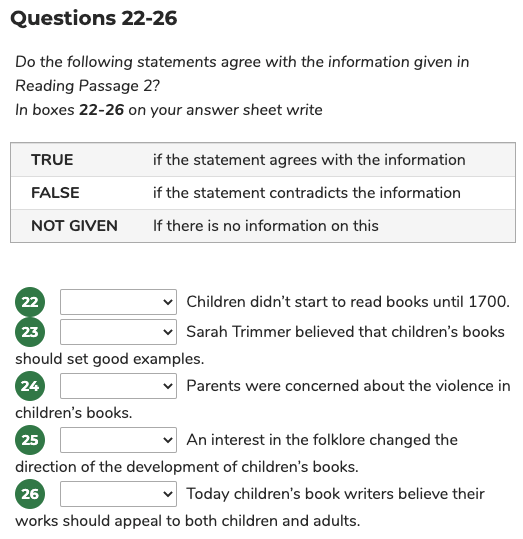 Questions 22-26
Do the following statements agree with the information given in
Reading Passage 2?
In boxes 22-26 on your answer sheet write
TRUE if the statement agrees with the information
FALSE if the statement contradicts the information
NOT GIVEN If there is no information on this
22 Children didn't start to read books until 1700.
23 Sarah Trimmer believed that children's books
should set good examples.
24 Parents were concerned about the violence in
children's books.
25 An interest in the folklore changed the
direction of the development of children's books.
26 Today children's book writers believe their
works should appeal to both children and adults.